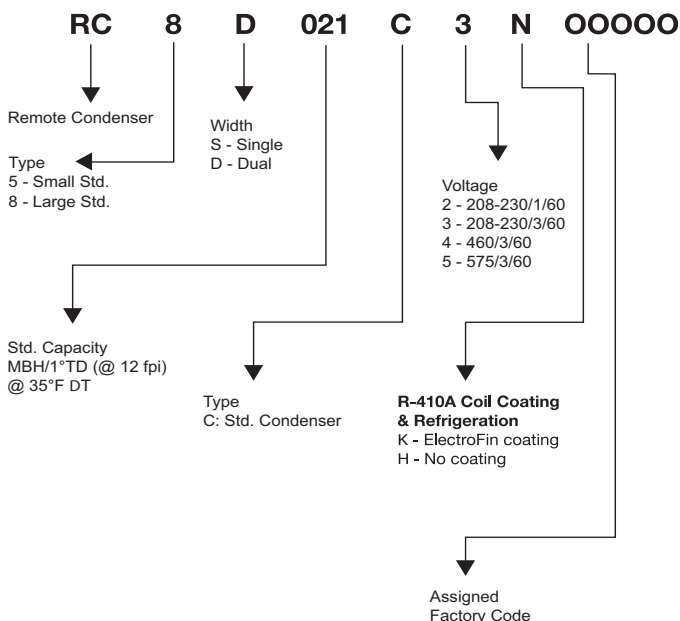 RC 8 D 021 C 3 N OOOOO
Remote Condenser
Type
5 - Small Std.
8 - Large Std.
Width
S - Single
D - Dual
Voltage
2 - 208-230/1/60
3 - 208-230/3/60
4 - 460/3/60
5 - 575/3/60
Std. Capacity
MBH/1°TD (@ 12 fpi)
@ 35°F DT
Type
C: Std. Condenser
R-410A Coil Coating
& Refrigeration
K - ElectroFin coating
H - No coating
Assigned
Factory Code